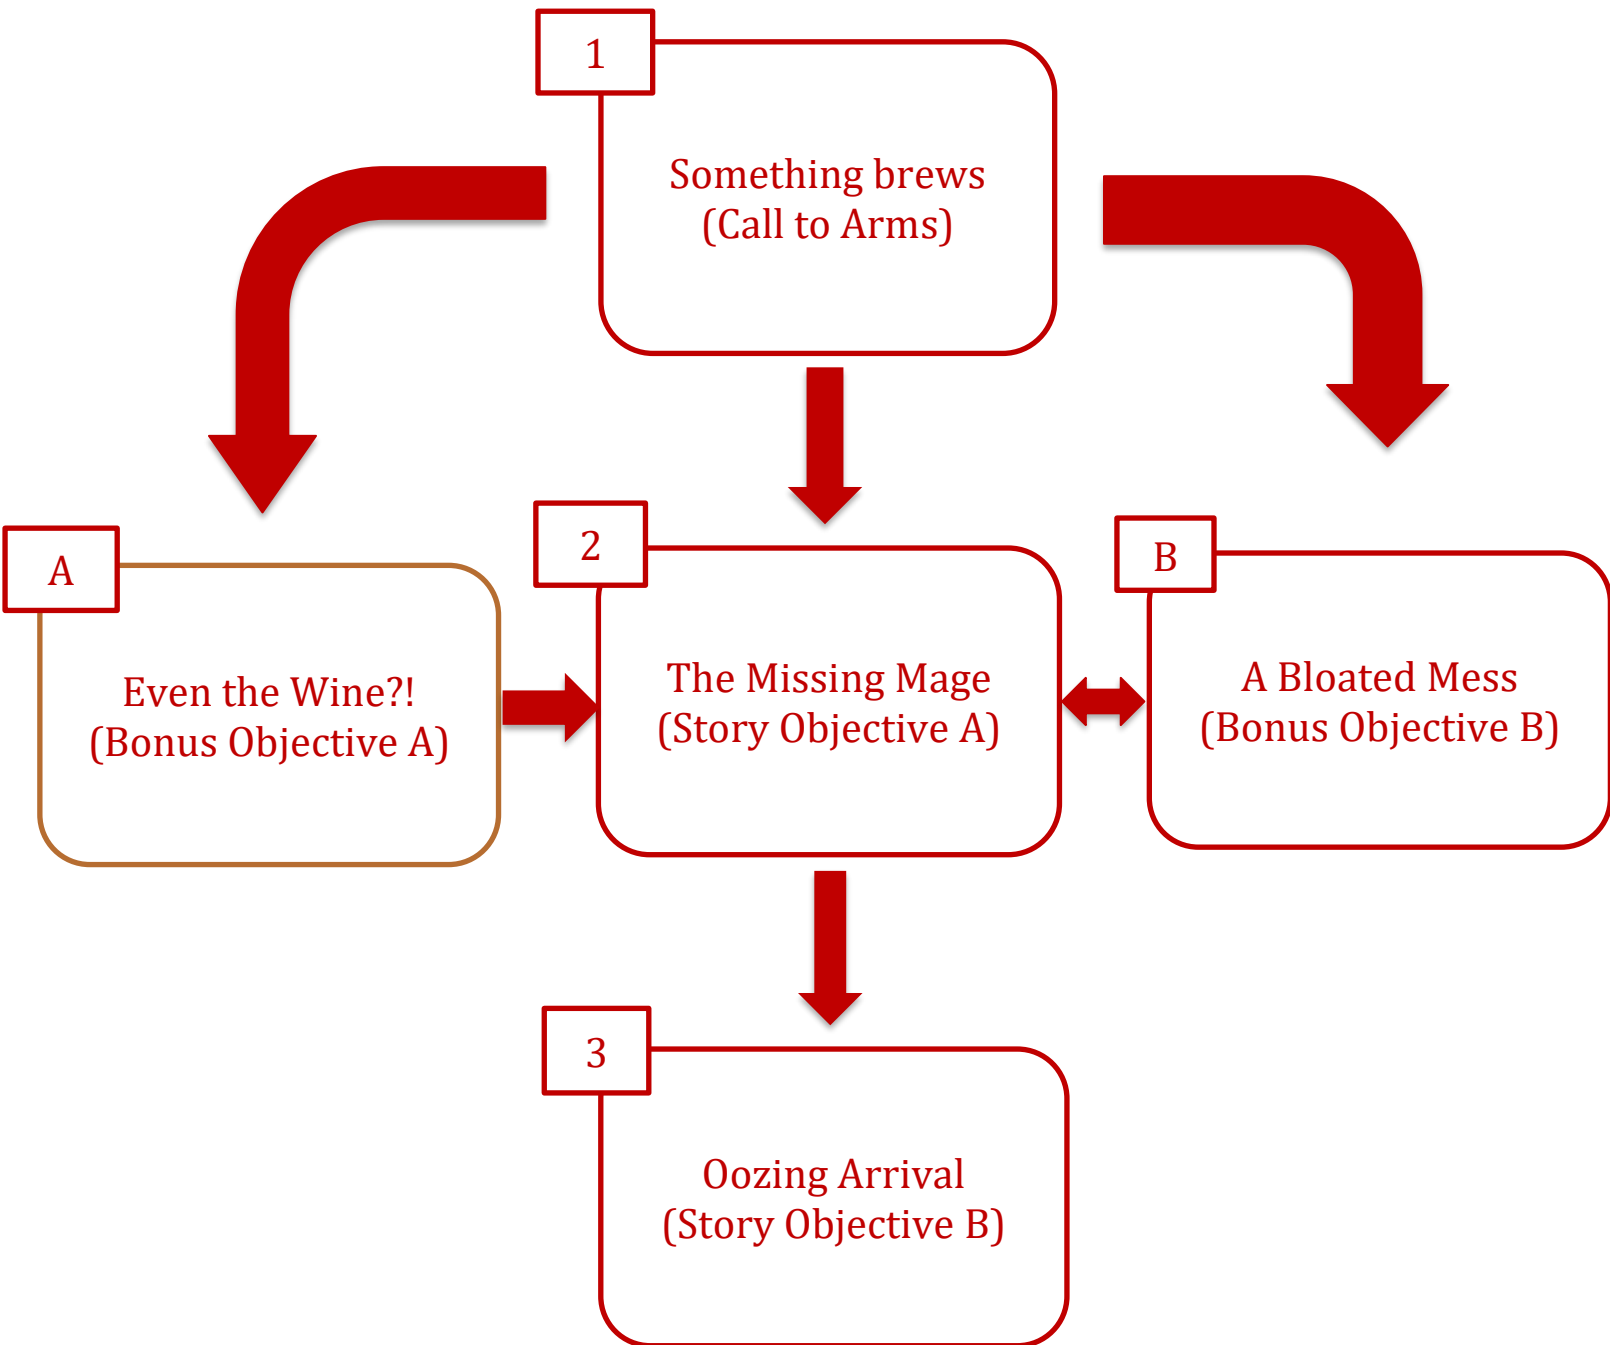 1
Something brews
(Call to Arms)
A
Even the Wine?!
(Bonus Objective A)
2
The Missing Mage
(Story Objective A)
B
A Bloated Mess
(Bonus Objective B)
3
Oozing Arrival
(Story Objective B)